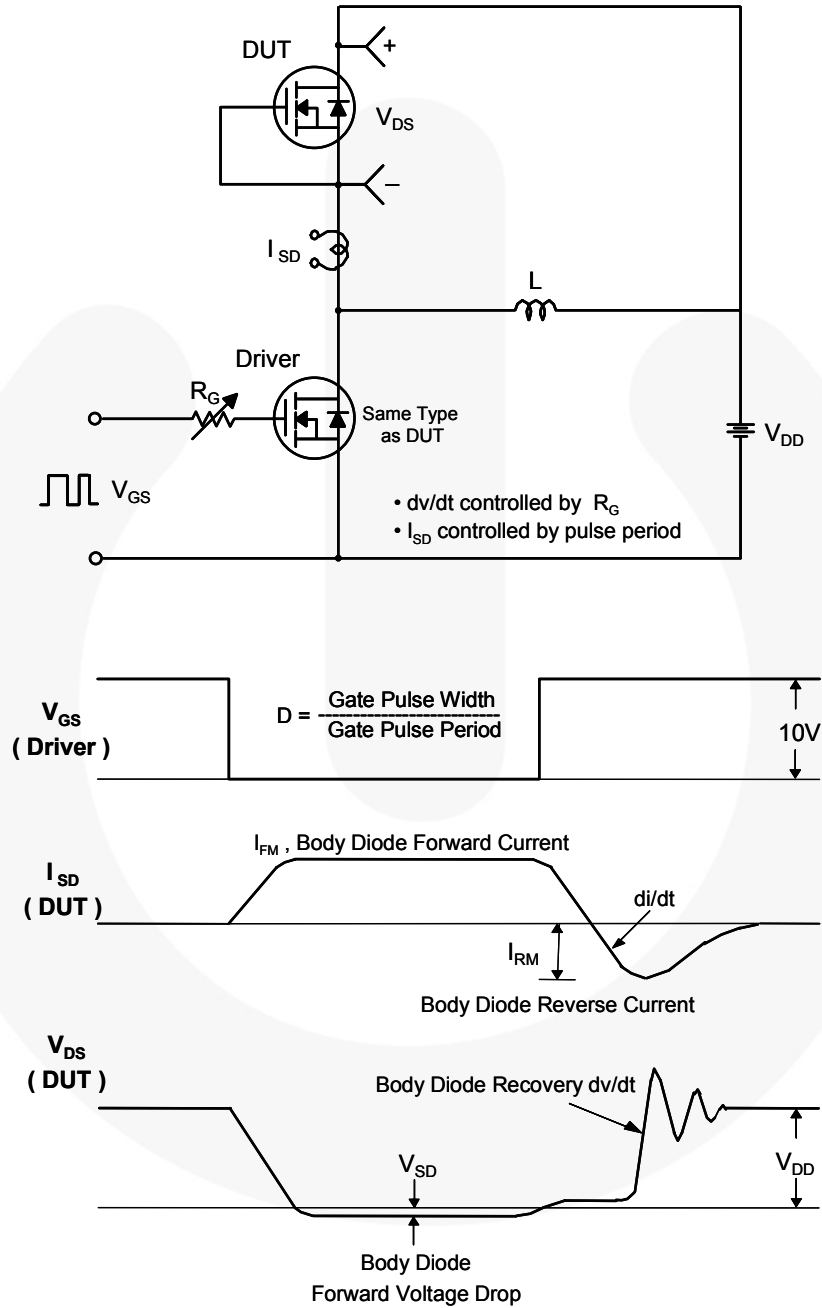 DUT
+
V_DS
−
I_SD
L
Driver
R_G
Same Type
as DUT
V_DD
V_GS
• dv/dt controlled by R_G
• I_SD controlled by pulse period
V_GS
( Driver )
D = Gate Pulse Width
Gate Pulse Period
10V
I_FM , Body Diode Forward Current
I_SD
( DUT )
di/dt
I_RM
Body Diode Reverse Current
V_DS
( DUT )
Body Diode Recovery dv/dt
V_SD
V_DD
Body Diode
Forward Voltage Drop